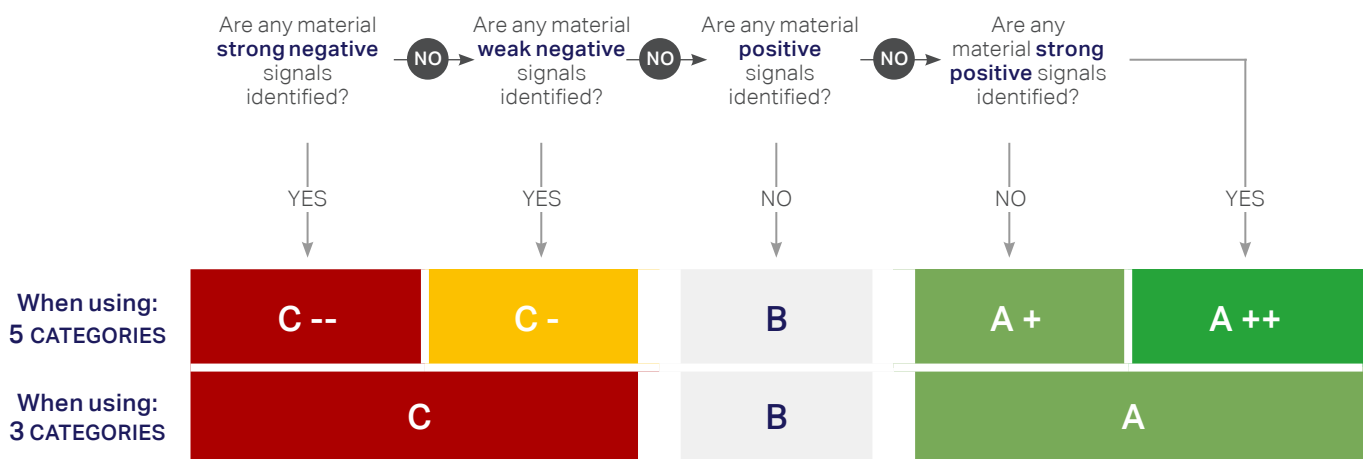 Are any material
strong negative
signals
identified?
NO
Are any material
weak negative
signals
identified?
NO
Are any material
positive
signals
identified?
NO
Are any
material strong
positive signals
identified?
YES
YES
NO
NO
YES
When using:
5 CATEGORIES
C --
C -
B
A +
A ++
When using:
3 CATEGORIES
C
B
A